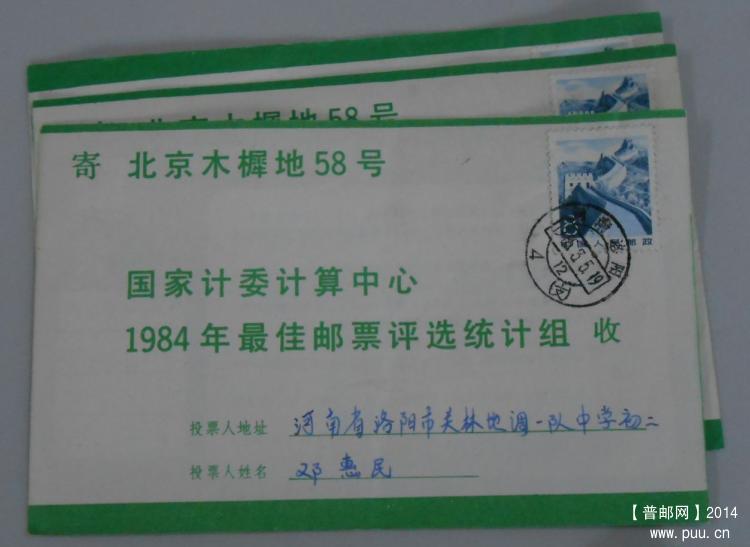 北京木樨地58号
寄 北京木樨地58号
国家计委计算中心
1984年最佳邮票评选统计组 收
投票人地址 河南省洛阳市关林地调一队中学初二
投票人姓名 邓惠民
洛阳
4
【普邮网】2014
www.puu.cn